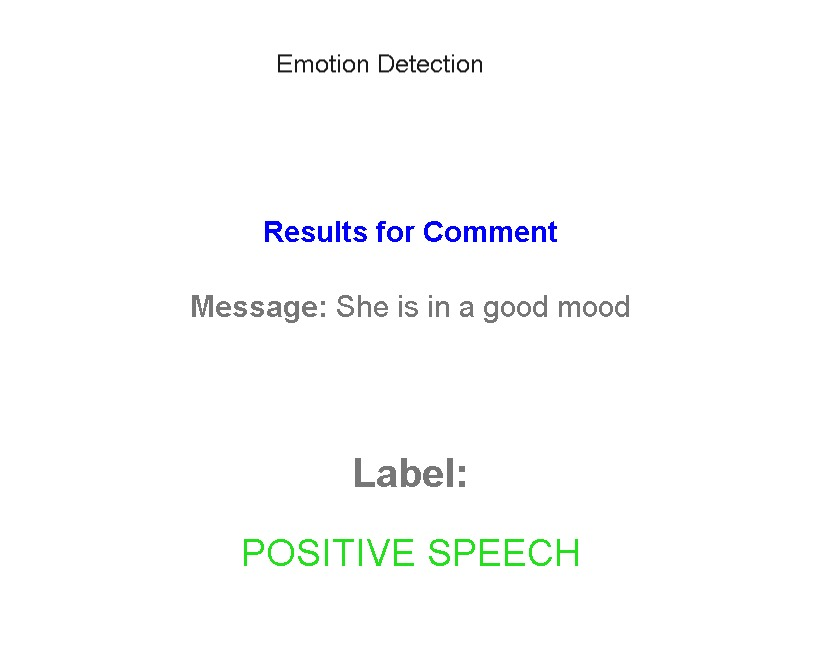 Emotion Detection
Results for Comment
Message: She is in a good mood
Label:
POSITIVE SPEECH